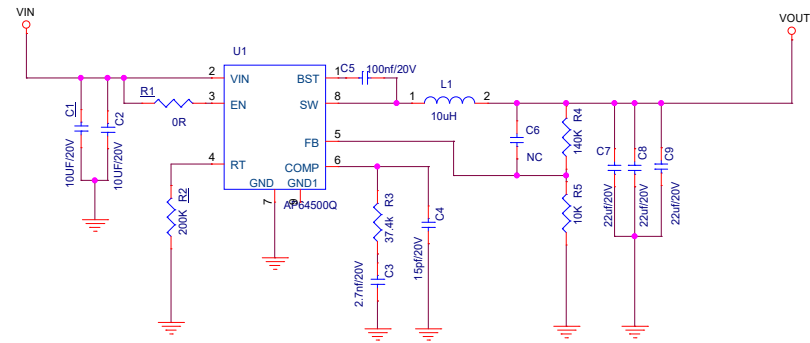 VIN
VOUT
U1
C5
100nf/20V
L1
10uH
1
2
2
VIN
BST
1
3
EN
SW
8
R1
0R
C1
10UF/20V
C2
10UF/20V
FB
5
4
RT
COMP
6
GND
GND1
7
9
AP64500Q
R2
200K
R3
37.4k
C3
2.7nf/20V
C4
15pf/20V
C6
NC
R4
140K
R5
10K
C7
22uf/20V
C8
22uf/20V
C9
22uf/20V